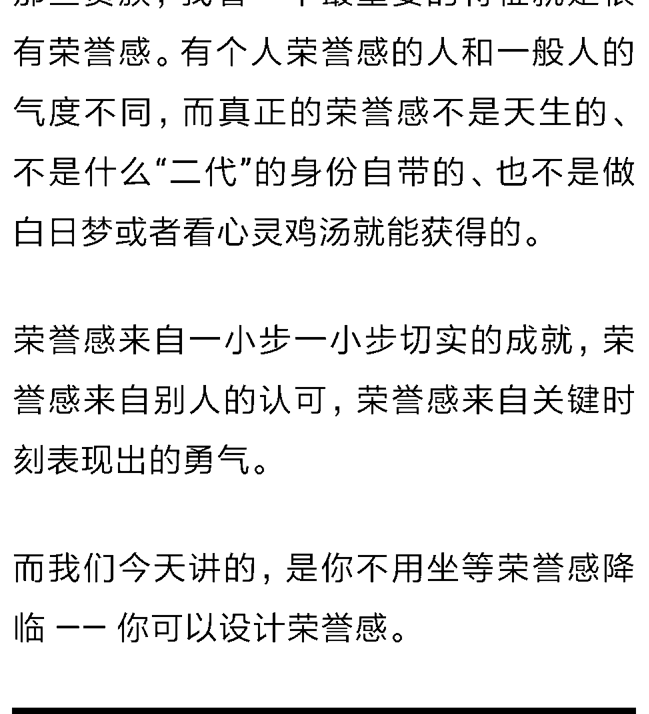 有荣誉感。有个人荣誉感的人和一般人的
气度不同，而真正的荣誉感不是天生的、
不是什么“二代”的身份自带的、也不是做
白日梦或者看心灵鸡汤就能获得的。
荣誉感来自一小步一小步切实的成就，荣
誉感来自别人的认可，荣誉感来自关键时
刻表现出的勇气。
而我们今天讲的，是你不用坐等荣誉感降
临 —— 你可以设计荣誉感。